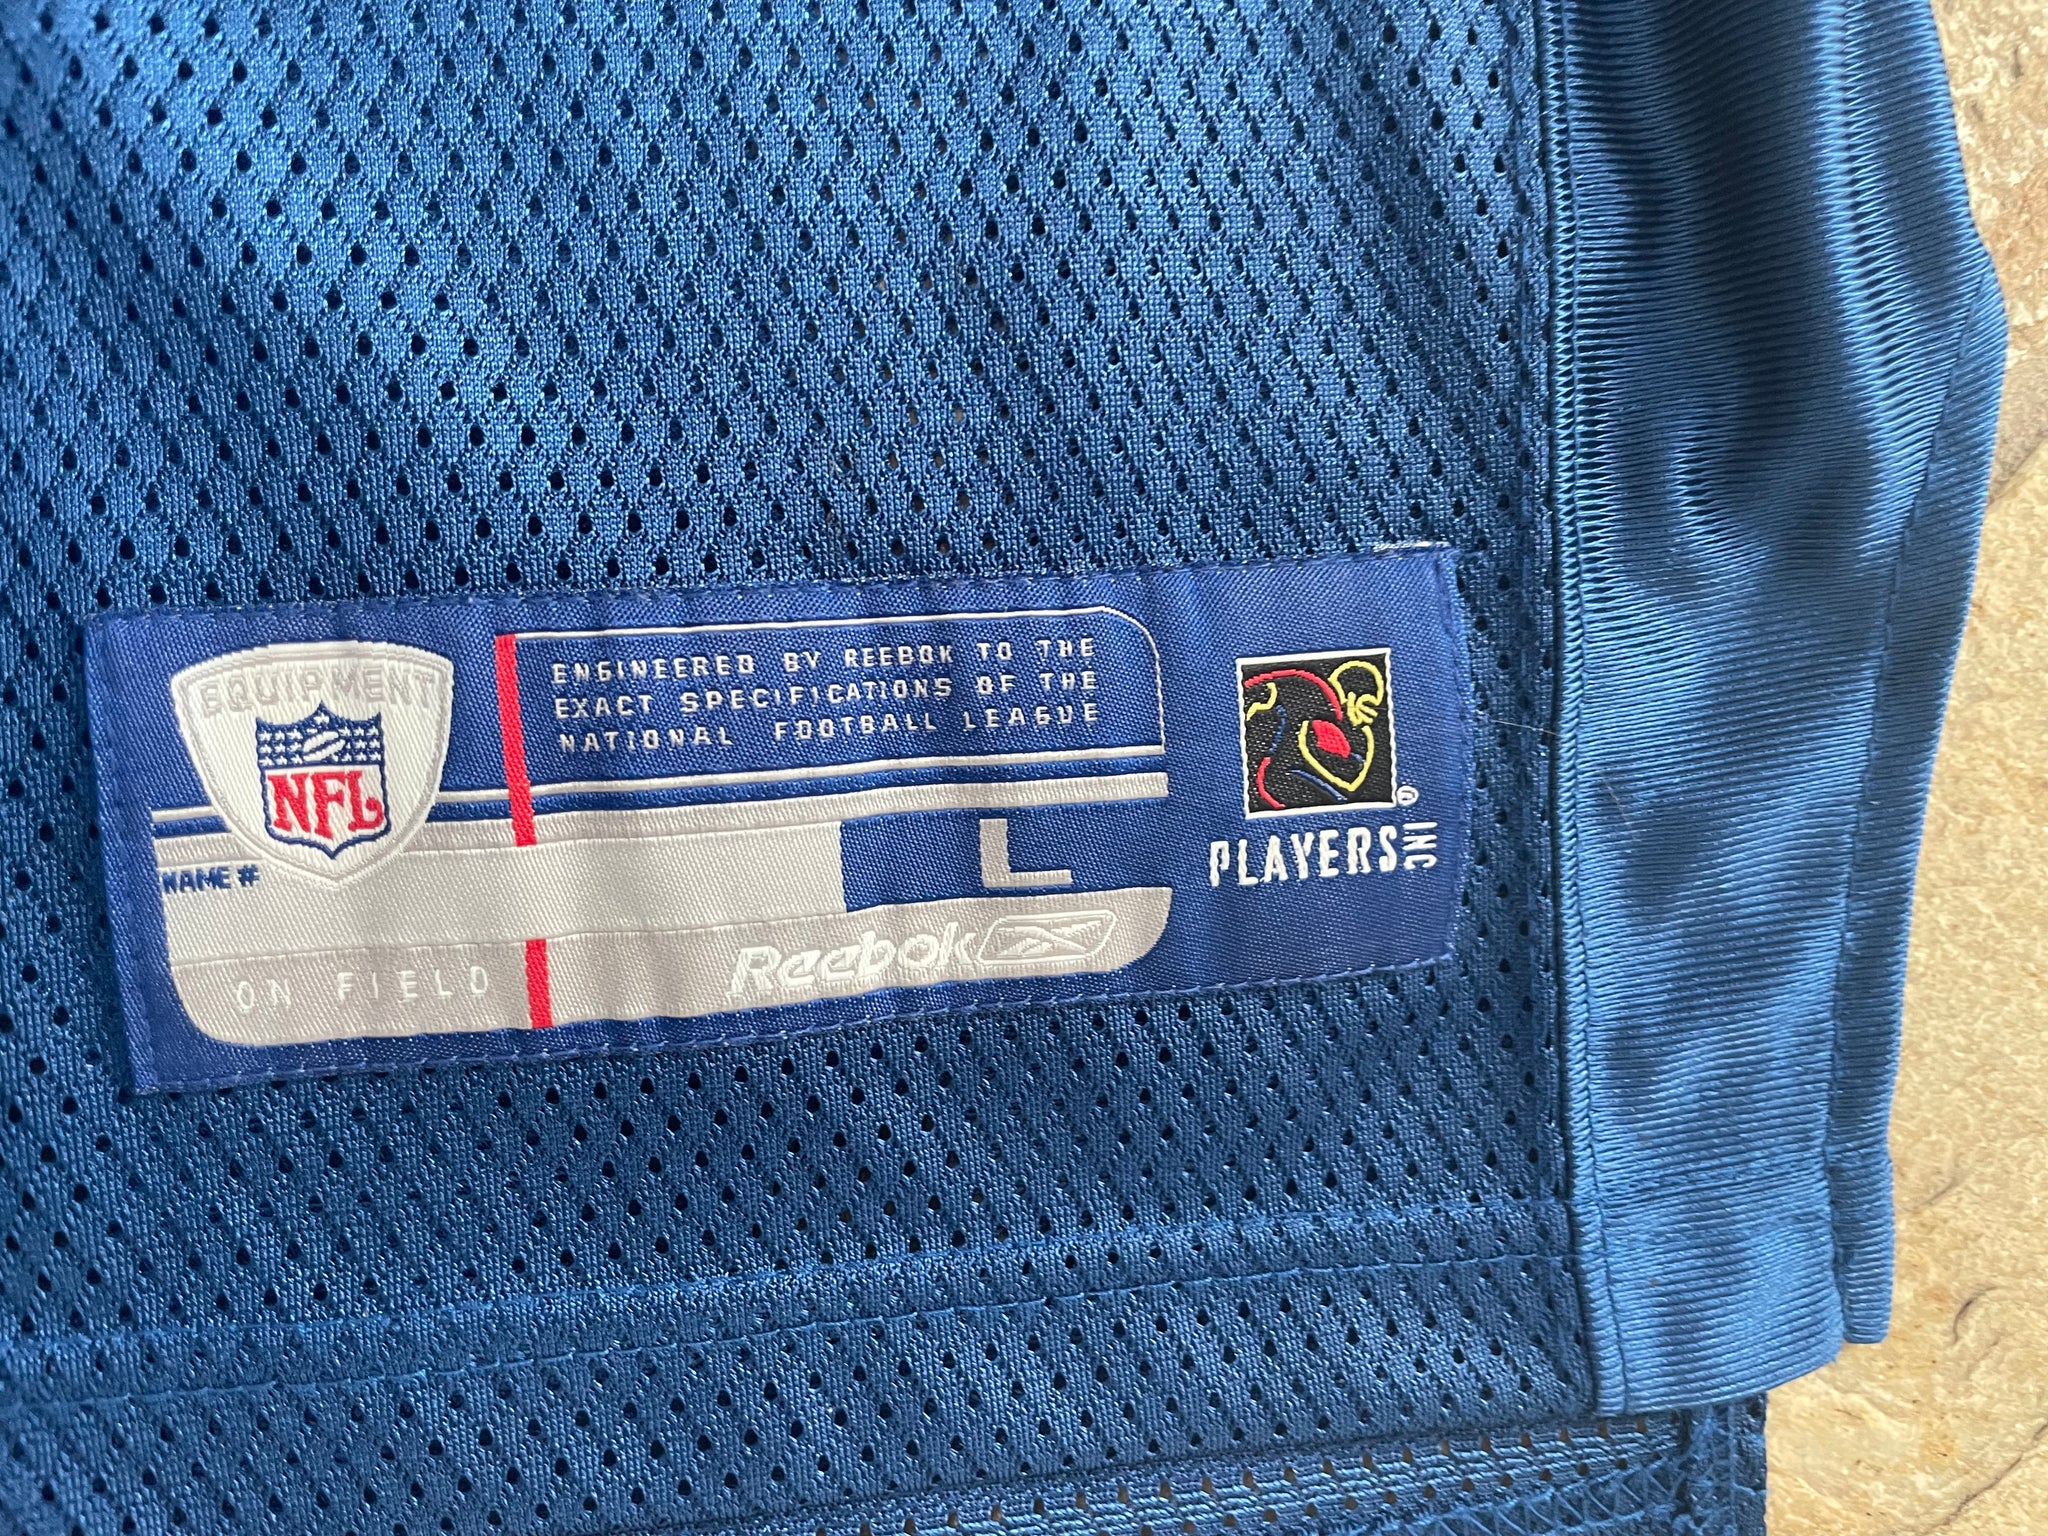 EQUIPMENT
NFL
ENGINEERED BY REEBOK TO THE
EXACT SPECIFICATIONS OF THE
NATIONAL FOOTBALL LEAGUE
NAME #
L
ON FIELD
Reebok
PLAYERS INC